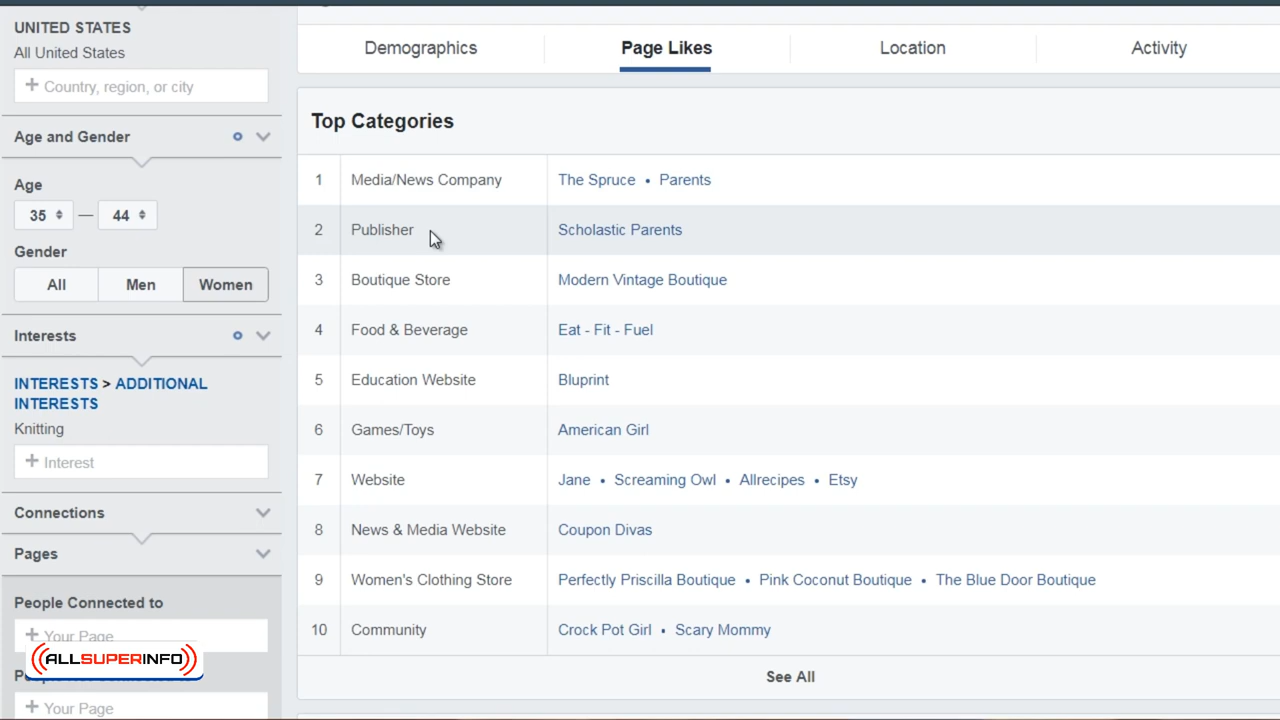 UNITED STATES
All United States
+ Country, region, or city
Age and Gender
Age
35 — 44
Gender
All Men Women
Interests
INTERESTS > ADDITIONAL
INTERESTS
Knitting
+ Interest
Connections
Pages
People Connected to
+ Your Page
ALLSUPERINFO
+ Your Page
Demographics Page Likes Location Activity
Top Categories
1 Media/News Company The Spruce • Parents
2 Publisher Scholastic Parents
3 Boutique Store Modern Vintage Boutique
4 Food & Beverage Eat - Fit - Fuel
5 Education Website Bluprint
6 Games/Toys American Girl
7 Website Jane • Screaming Owl • Allrecipes • Etsy
8 News & Media Website Coupon Divas
9 Women's Clothing Store Perfectly Priscilla Boutique • Pink Coconut Boutique • The Blue Door Boutique
10 Community Crock Pot Girl • Scary Mommy
See All